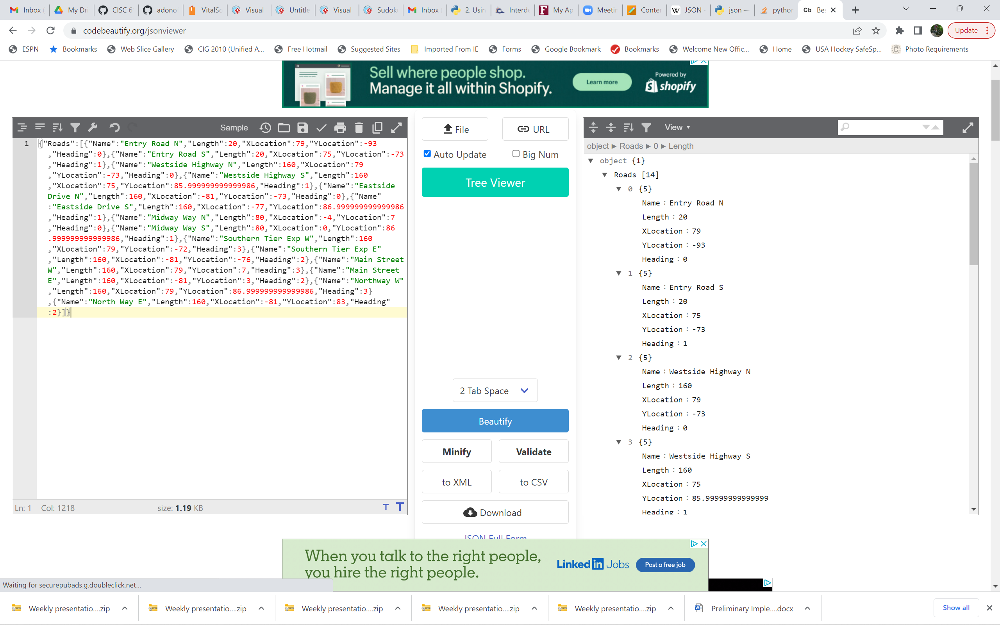 Inbox
My Dri
CISC 6
adonof
VitalSo
Visual
Untitle
Visual
Sudok
Inbox
2. Usin
Interde
My Ap
Meetin
Conten
JSON
json —
python
Cb Bes
codebeautify.org/jsonviewer
Update
ESPN
Bookmarks
Web Slice Gallery
CIG 2010 (Unified A...
Free Hotmail
Suggested Sites
Imported From IE
Forms
Google Bookmark
Bookmarks
Welcome New Offic...
Home
USA Hockey SafeSp...
Photo Requirements
Sell where people shop.
Manage it all within Shopify.
Learn more
Powered by
shopify
Sample
1
{"Roads":[{"Name":"Entry Road N","Length":20,"XLocation":79,"YLocation":-93
,"Heading":0},{"Name":"Entry Road S","Length":20,"XLocation":75,"YLocation":-73
,"Heading":1},{"Name":"Westside Highway N","Length":160,"XLocation":79
,"YLocation":-73,"Heading":0},{"Name":"Westside Highway S","Length":160
,"XLocation":75,"YLocation":85.999999999999986,"Heading":1},{"Name":"Eastside
Drive N","Length":160,"XLocation":-81,"YLocation":-73,"Heading":0},{"Name"
:"Eastside Drive S","Length":160,"XLocation":-77,"YLocation":86.999999999999986
,"Heading":1},{"Name":"Midway Way N","Length":80,"XLocation":-4,"YLocation":7
,"Heading":0},{"Name":"Midway Way S","Length":80,"XLocation":0,"YLocation":86
.999999999999986,"Heading":1},{"Name":"Southern Tier Exp W","Length":160
,"XLocation":79,"YLocation":-72,"Heading":3},{"Name":"Southern Tier Exp E"
,"Length":160,"XLocation":-81,"YLocation":-76,"Heading":2},{"Name":"Main Street
W","Length":160,"XLocation":79,"YLocation":7,"Heading":3},{"Name":"Main Street
E","Length":160,"XLocation":-81,"YLocation":3,"Heading":2},{"Name":"Northway W"
,"Length":160,"XLocation":79,"YLocation":86.999999999999986,"Heading":3}
,{"Name":"North Way E","Length":160,"XLocation":-81,"YLocation":83,"Heading"
:2}]}
Ln: 1 Col: 1218
size: 1.19 KB
T T
File
URL
Auto Update
Big Num
Tree Viewer
2 Tab Space
Beautify
Minify
Validate
to XML
to CSV
Download
JSON Full Form
View
object ► Roads ► 0 ► Length
object {1}
Roads [14]
0 {5}
Name : Entry Road N
Length : 20
XLocation : 79
YLocation : -93
Heading : 0
1 {5}
Name : Entry Road S
Length : 20
XLocation : 75
YLocation : -73
Heading : 1
2 {5}
Name : Westside Highway N
Length : 160
XLocation : 79
YLocation : -73
Heading : 0
3 {5}
Name : Westside Highway S
Length : 160
XLocation : 75
YLocation : 85.99999999999999
Heading : 1
When you talk to the right people,
you hire the right people.
Linked in Jobs
Post a free job
Waiting for securepubads.g.doubleclick.net...
Weekly presentatio....zip
Weekly presentatio....zip
Weekly presentatio....zip
Weekly presentatio....zip
Weekly presentatio....zip
Preliminary Imple....docx
Show all